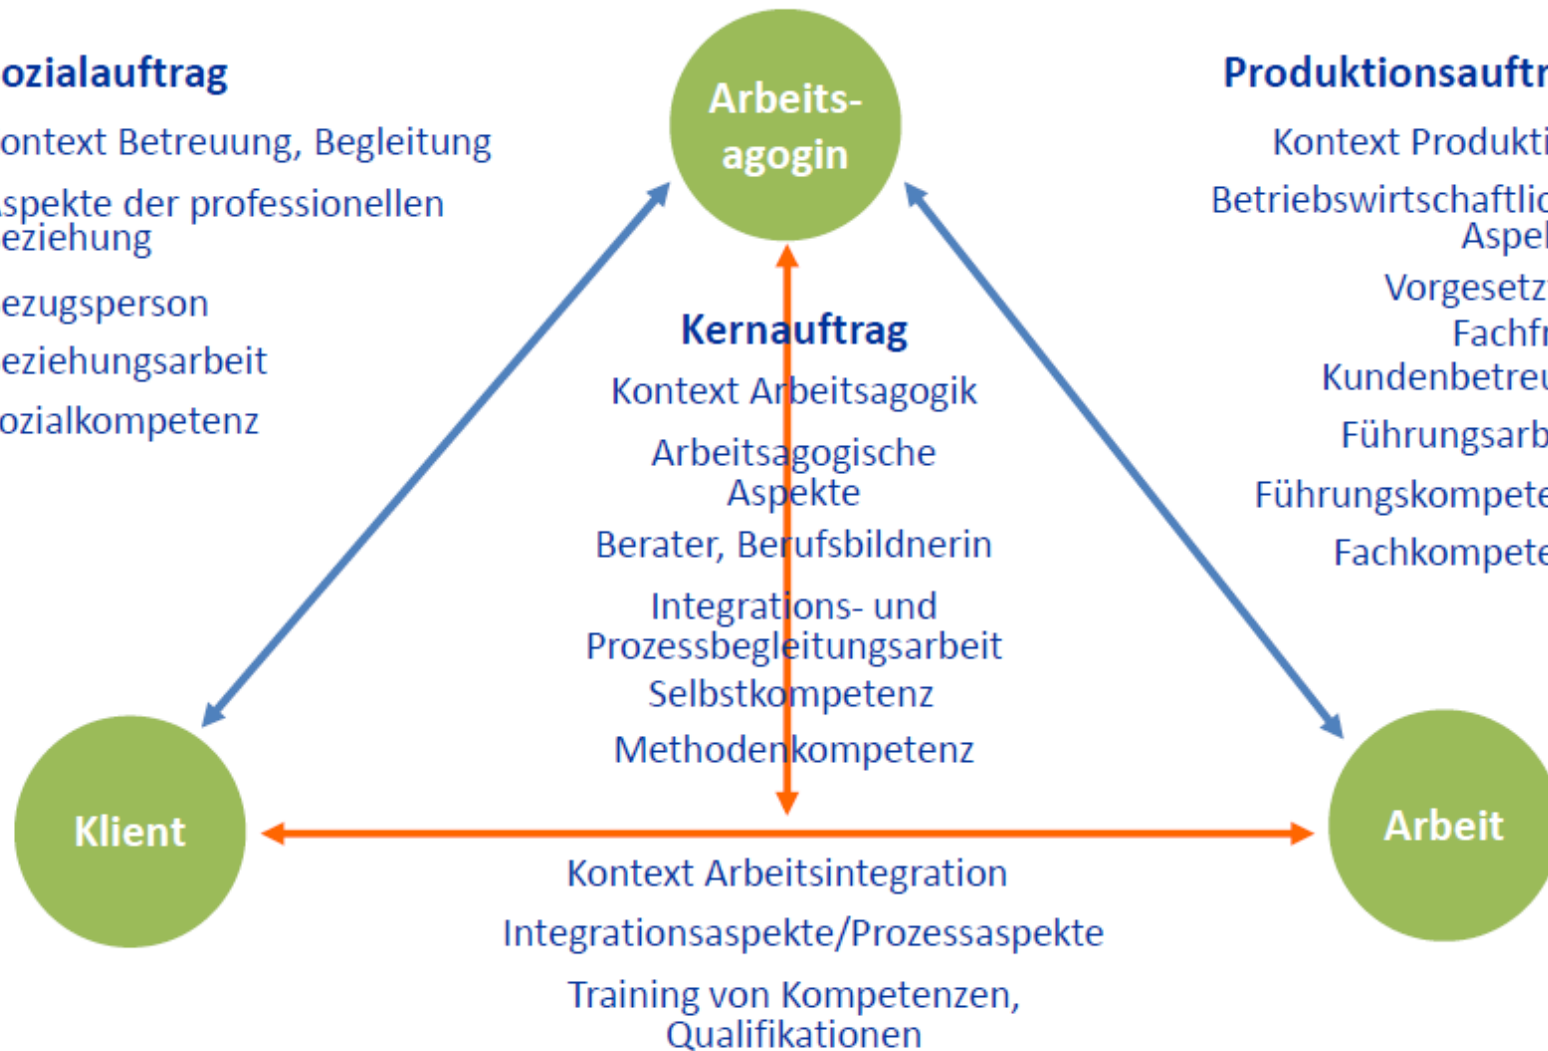 ozialauftrag
ontext Betreuung, Begleitung
spekte der professionellen
eziehung
ezugsperson
eziehungsarbeit
ozialkompetenz
Arbeits-
agogin
Produktionsauftr
Kontext Produkti
Betriebswirtschaftlic
Aspe
Vorgesetz
Fachfr
Kundenbetreu
Führungsarb
Führungskompete
Fachkompete
Kernauftrag
Kontext Arbeitsagogik
Arbeitsagogische
Aspekte
Berater, Berufsbildnerin
Integrations- und
Prozessbegleitungsarbeit
Selbstkompetenz
Methodenkompetenz
Klient
Arbeit
Kontext Arbeitsintegration
Integrationsaspekte/Prozessaspekte
Training von Kompetenzen,
Qualifikationen